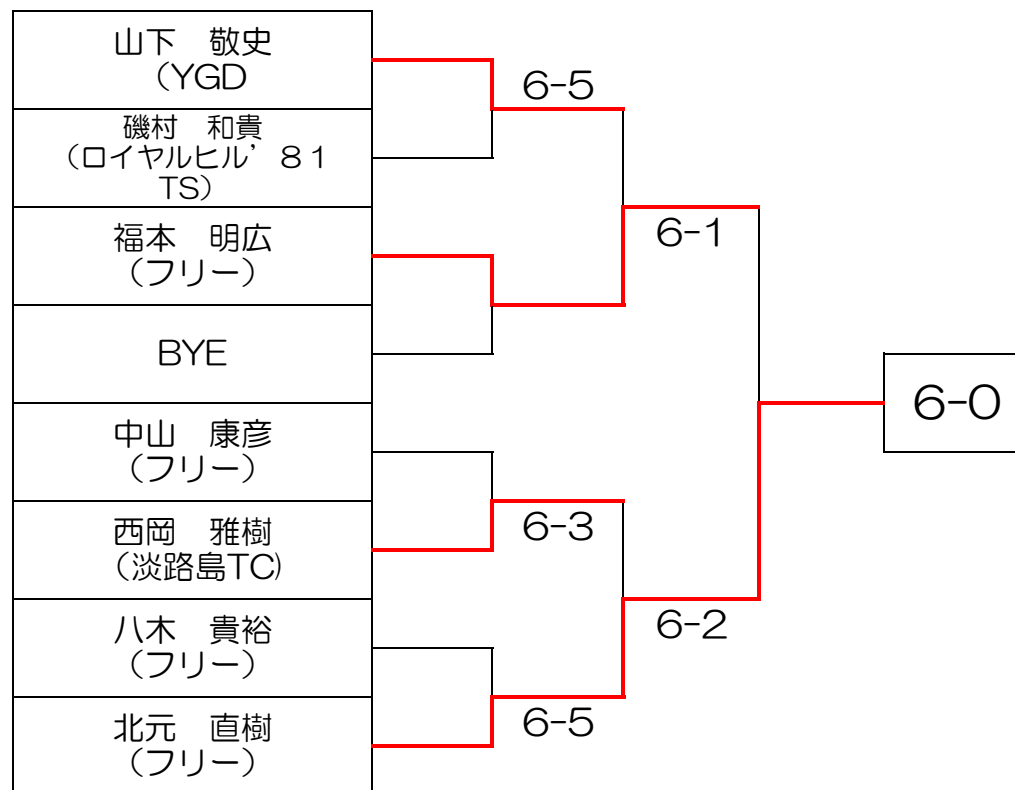 山下　敬史
（YGD
磯村　和貴
（ロイヤルヒル’８１
TS）
福本　明広
（フリー）
BYE
中山　康彦
（フリー）
西岡　雅樹
（淡路島TC）
八木　貴裕
（フリー）
北元　直樹
（フリー）
6-5
6-1
6-3
6-2
6-5
6-0